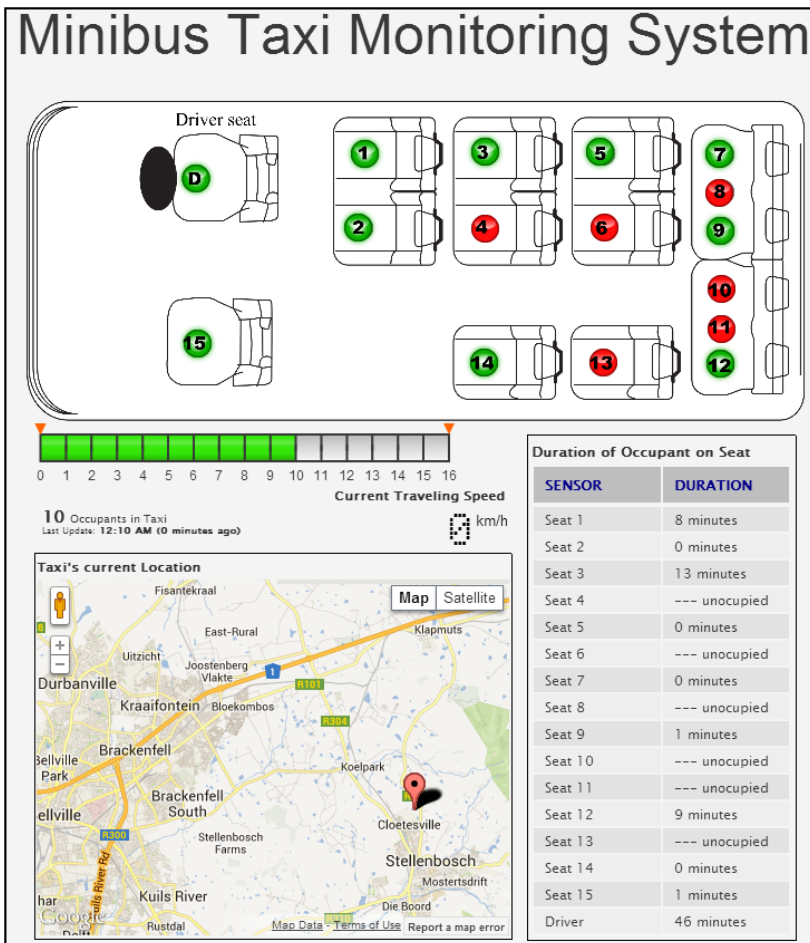 Minibus Taxi Monitoring System
Driver seat
D
1
3
5
7
8
2
4
6
9
10
11
15
14
13
12
0 1 2 3 4 5 6 7 8 9 10 11 12 13 14 15 16
Current Traveling Speed
10 Occupants in Taxi
Last Update: 12:10 AM (0 minutes ago)
0 km/h
Taxi's current Location
Map Satellite
Fisantekraal
East-Rural
Klapmuts
Uitzicht
Joostenberg
Vlakte
1
R101
Durbanville
Kraaifontein
Bloekombos
R304
Brackenfell
Bellville
Park
Koelpark
Brackenfell
South
ellville
Cloetesville
R300
Stellenbosch
Farms
Stellenbosch
Mostertsdrift
Kuils River Rd
Kuils River
Die Boord
har
Google
Rustdal
Map Data - Terms of Use
Report a map error
Duration of Occupant on Seat
SENSOR DURATION
Seat 1 8 minutes
Seat 2 0 minutes
Seat 3 13 minutes
Seat 4 --- unocupied
Seat 5 0 minutes
Seat 6 --- unocupied
Seat 7 0 minutes
Seat 8 --- unocupied
Seat 9 1 minutes
Seat 10 --- unocupied
Seat 11 --- unocupied
Seat 12 9 minutes
Seat 13 --- unocupied
Seat 14 0 minutes
Seat 15 1 minutes
Driver 46 minutes